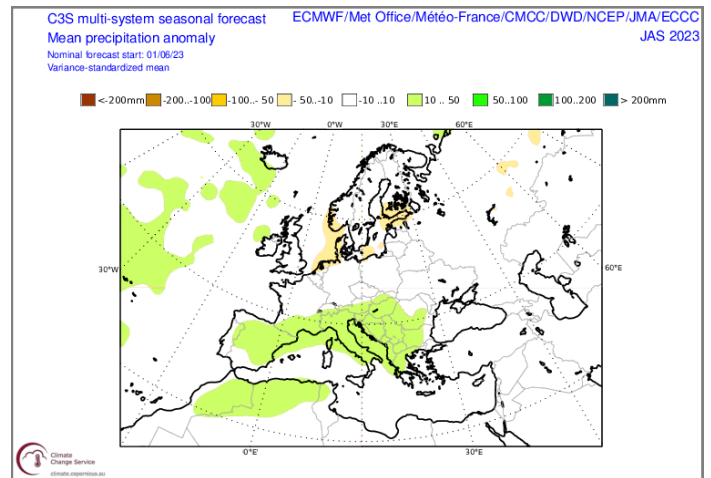 C3S multi-system seasonal forecast ECMWF/Met Office/Météo-France/CMCC/DWD/NCEP/JMA/ECCC
Mean precipitation anomaly JAS 2023
Nominal forecast start: 01/06/23
Variance-standardized mean
<-200mm -200..-100 -100..- 50 - 50..-10 -10 ..10 10 .. 50 50..100 100..200 > 200mm
30°W 0°W 30°E 60°E
30°W 60°E
0°E 30°E
Climate
Change Service
climate.copernicus.eu